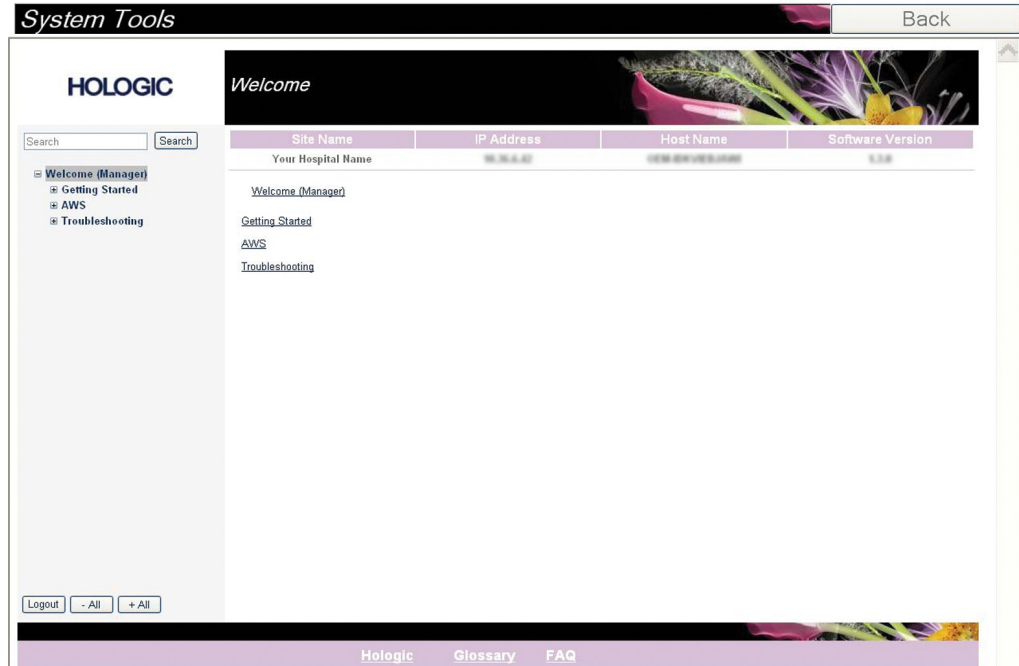 System Tools
Back
HOLOGIC
Welcome
Search
Search
Site Name
IP Address
Host Name
Software Version
Your Hospital Name
Welcome (Manager)
Getting Started
AWS
Troubleshooting
Welcome (Manager)
Getting Started
AWS
Troubleshooting
Logout
- All
+ All
Hologic
Glossary
FAQ